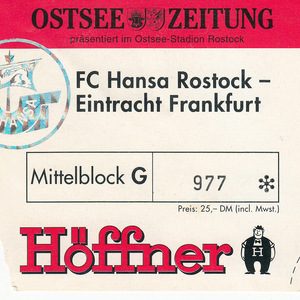 OSTSEE ZEITUNG
präsentiert im Ostsee-Stadion Rostock
FC Hansa Rostock –
Eintracht Frankfurt
Mittelblock G 977 *
Preis: 25,– DM (incl. Mwst.)
Höffner
H